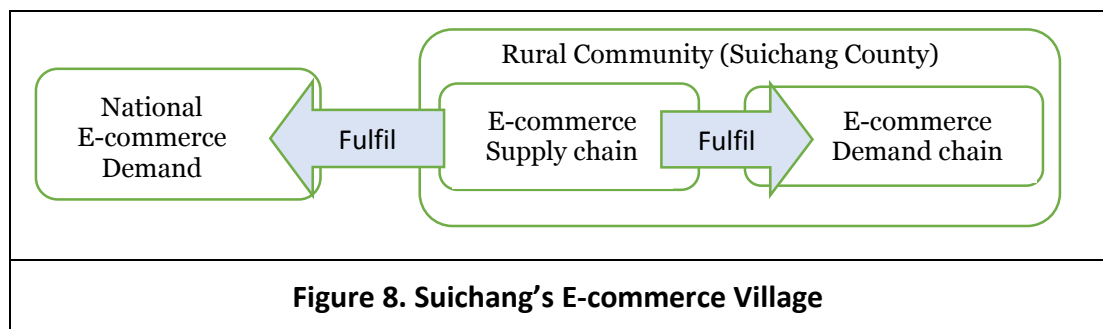 Rural Community (Suichang County)
National
E-commerce
Demand
Fulfil
E-commerce
Supply chain
Fulfil
E-commerce
Demand chain
Figure 8. Suichang’s E-commerce Village